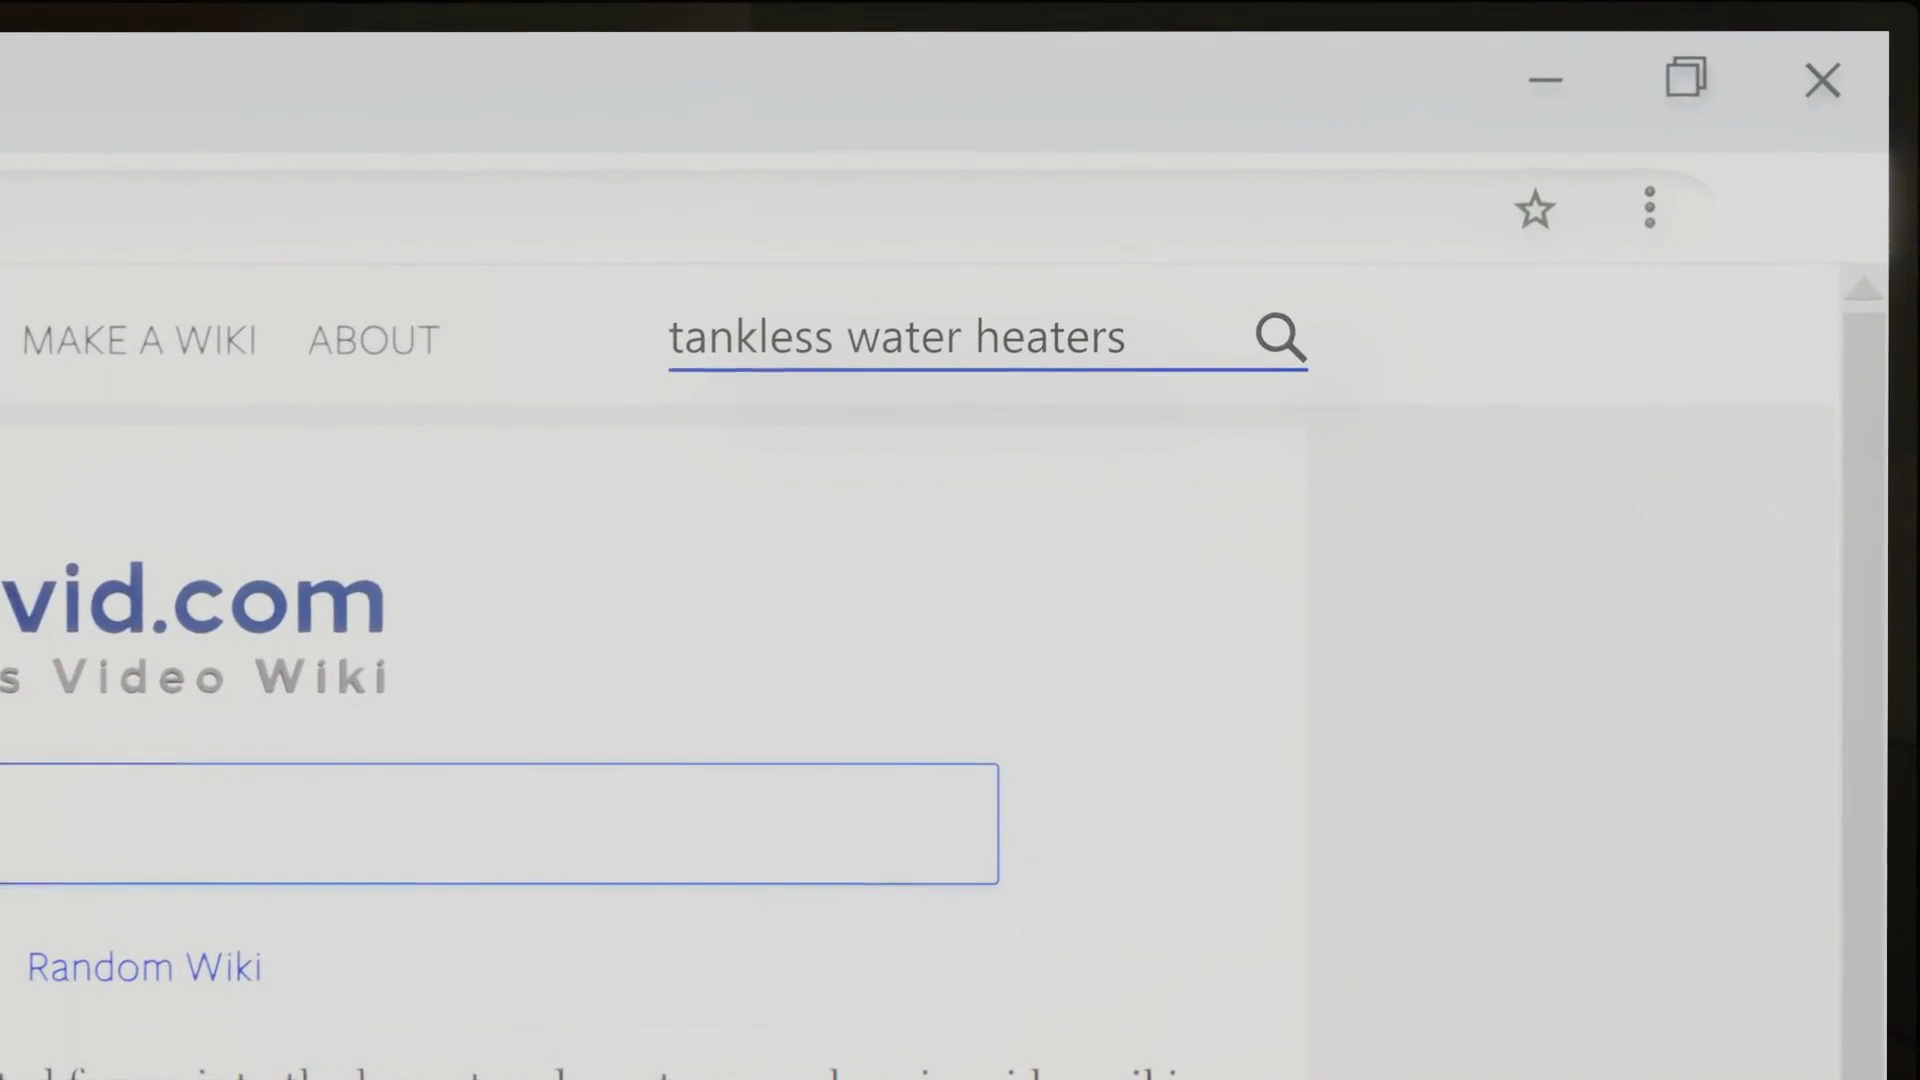 MAKE A WIKI ABOUT tankless water heaters
vid.com
s Video Wiki
Random Wiki